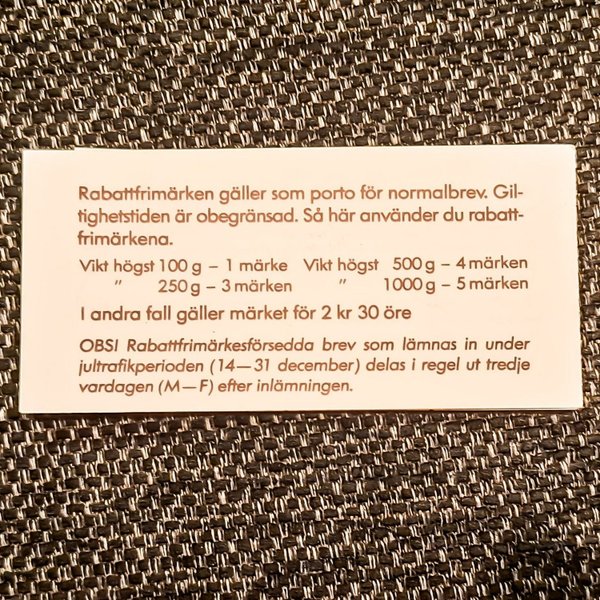 Rabattfrimärken gäller som porto för normalbrev. Gil-
tighetstiden är obegränsad. Så här använder du rabatt-
frimärkena.
Vikt högst 100 g – 1 märke Vikt högst 500 g – 4 märken
” 250 g – 3 märken ” 1000 g – 5 märken
I andra fall gäller märket för 2 kr 30 öre
OBS! Rabattfrimärkesförsedda brev som lämnas in under
jultrafikperioden (14—31 december) delas i regel ut tredje
vardagen (M—F) efter inlämningen.